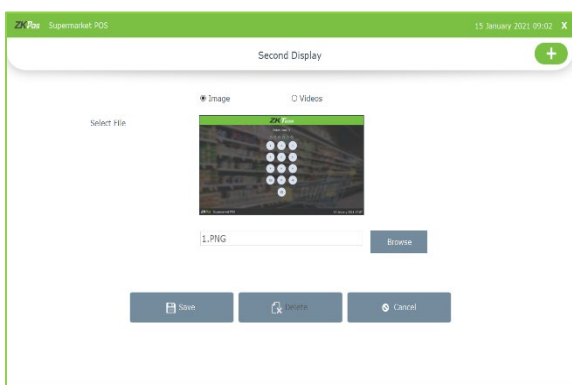 ZKPos Supermarket POS 15 January 2021 09:02 X
Second Display +
Image Videos
Select File
ZKPos
1.PNG Browse
Save Delete Cancel